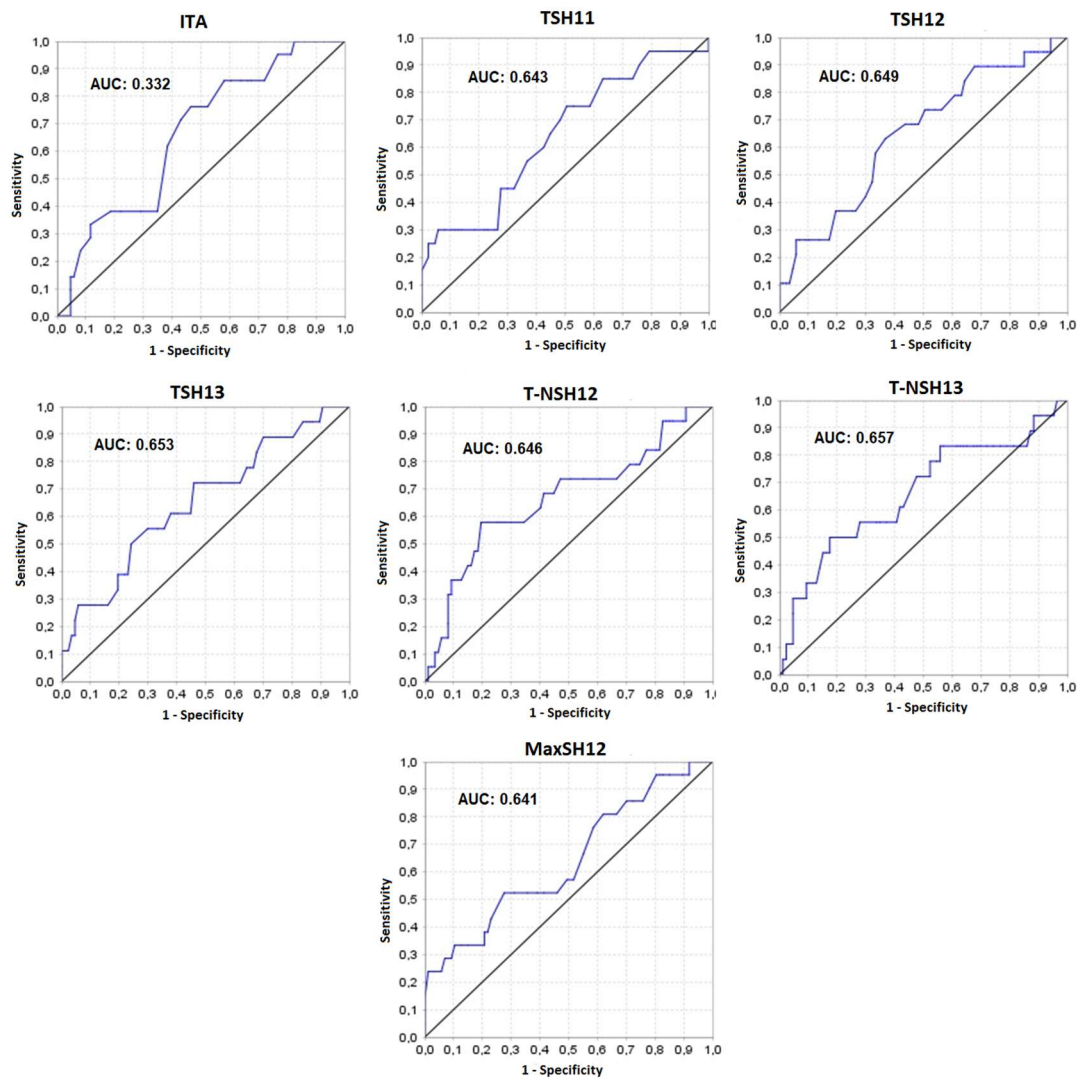 ITA
AUC: 0.332
1,0
0,9
0,8
0,7
0,6
0,5
0,4
0,3
0,2
0,1
0,0
Sensitivity
0,0 0,1 0,2 0,3 0,4 0,5 0,6 0,7 0,8 0,9 1,0
1 - Specificity
TSH11
AUC: 0.643
1,0
0,9
0,8
0,7
0,6
0,5
0,4
0,3
0,2
0,1
0,0
Sensitivity
0,0 0,1 0,2 0,3 0,4 0,5 0,6 0,7 0,8 0,9 1,0
1 - Specificity
TSH12
AUC: 0.649
1,0
0,9
0,8
0,7
0,6
0,5
0,4
0,3
0,2
0,1
0,0
Sensitivity
0,0 0,1 0,2 0,3 0,4 0,5 0,6 0,7 0,8 0,9 1,0
1 - Specificity
TSH13
AUC: 0.653
1,0
0,9
0,8
0,7
0,6
0,5
0,4
0,3
0,2
0,1
0,0
Sensitivity
0,0 0,1 0,2 0,3 0,4 0,5 0,6 0,7 0,8 0,9 1,0
1 - Specificity
T-NSH12
AUC: 0.646
1,0
0,9
0,8
0,7
0,6
0,5
0,4
0,3
0,2
0,1
0,0
Sensitivity
0,0 0,1 0,2 0,3 0,4 0,5 0,6 0,7 0,8 0,9 1,0
1 - Specificity
T-NSH13
AUC: 0.657
1,0
0,9
0,8
0,7
0,6
0,5
0,4
0,3
0,2
0,1
0,0
Sensitivity
0,0 0,1 0,2 0,3 0,4 0,5 0,6 0,7 0,8 0,9 1,0
1 - Specificity
MaxSH12
AUC: 0.641
1,0
0,9
0,8
0,7
0,6
0,5
0,4
0,3
0,2
0,1
0,0
Sensitivity
0,0 0,1 0,2 0,3 0,4 0,5 0,6 0,7 0,8 0,9 1,0
1 - Specificity